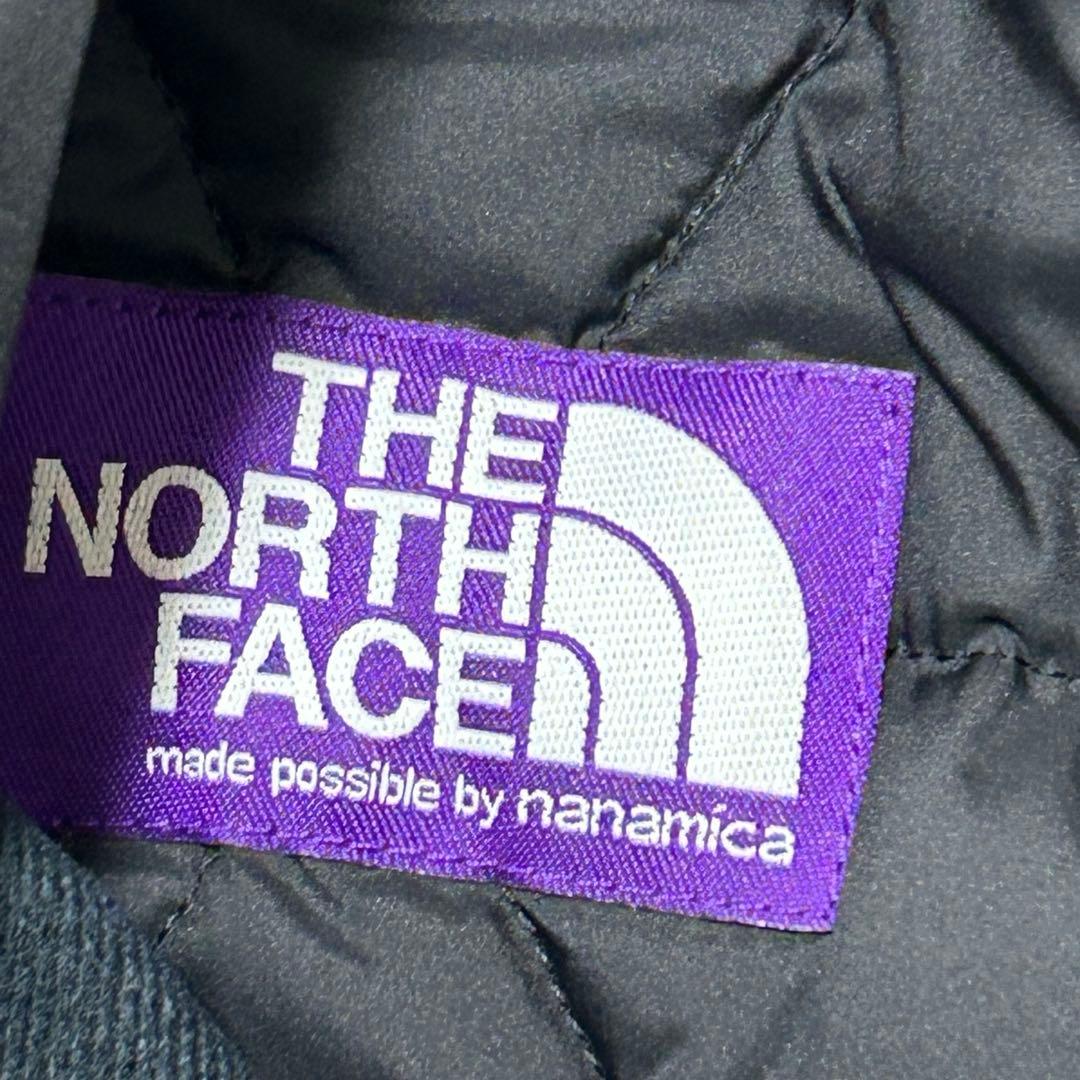 THE
NORTH
FACE
made possible by nanamica